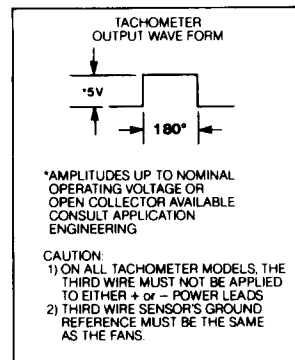 TACHOMETER
OUTPUT WAVE FORM
*5V
180°
*AMPLITUDES UP TO NOMINAL
OPERATING VOLTAGE OR
OPEN COLLECTOR AVAILABLE
CONSULT APPLICATION
ENGINEERING
CAUTION:
1) ON ALL TACHOMETER MODELS, THE
THIRD WIRE MUST NOT BE APPLIED
TO EITHER + or – POWER LEADS
2) THIRD WIRE SENSOR'S GROUND
REFERENCE MUST BE THE SAME
AS THE FANS.